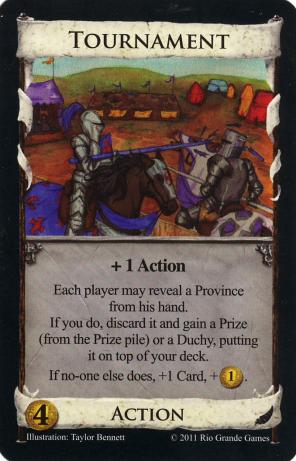 TOURNAMENT
+ 1 Action
Each player may reveal a Province
from his hand.
If you do, discard it and gain a Prize
(from the Prize pile) or a Duchy, putting
it on top of your deck.
If no-one else does, +1 Card, + 1 .
4
ACTION
Illustration: Taylor Bennett
© 2011 Rio Grande Games